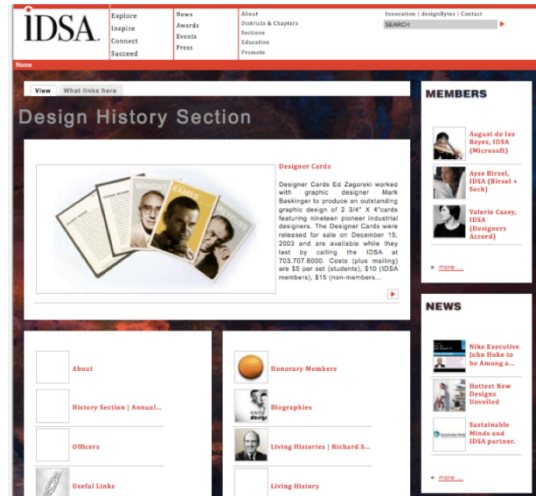 IDSA
Explore
Inspire
Connect
Succeed
News
Awards
Events
Press
About
Districts & Chapters
Sections
Education
Promote
Innovation | designbytes | Contact
SEARCH
Home
View
What links here
Design History Section
WRIGHT
EAMES
Designer Cards
Designer Cards Ed Zagorski worked
with graphic designer Mark
Baskinger to produce an outstanding
graphic design of 2 3/4" X 4"cards
featuring nineteen pioneer industrial
designers. The Designer Cards were
released for sale on December 15,
2003 and are available while they
last by calling the IDSA at
703.707.6000. Costs (plus mailing)
are $5 per set (students), $10 (IDSA
members), $15 (non-members...
About
History Section | Annual...
Officers
Useful Links
Honorary Members
Biographies
Living Histories | Richard S...
Living History
MEMBERS
August de los
Reyes, IDSA
(Microsoft)
Ayse Birsel,
IDSA (Birsel +
Seck)
Valerie Casey,
IDSA
(Designers
Accord)
more ...
NEWS
Nike Executive
John Hoke to
be Among a...
Hottest New
Designs
Unveiled
Sustainable
Minds and
IDSA partner.
more ...